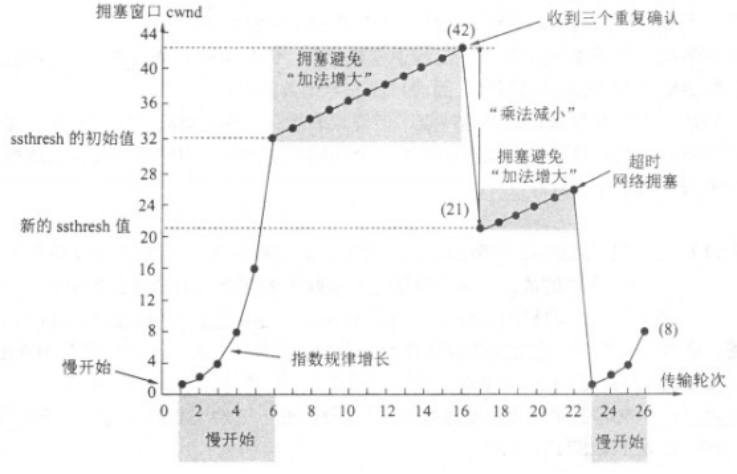 拥塞窗口 cwnd
44
40
36
32
28
24
20
16
12
8
4
0
(42)
收到三个重复确认
拥塞避免
“加法增大”
“乘法减小”
ssthresh 的初始值
拥塞避免
“加法增大”
超时
网络拥塞
(21)
新的 ssthresh 值
(8)
指数规律增长
慢开始
传输轮次
0 2 4 6 8 10 12 14 16 18 20 22 24 26
慢开始
慢开始